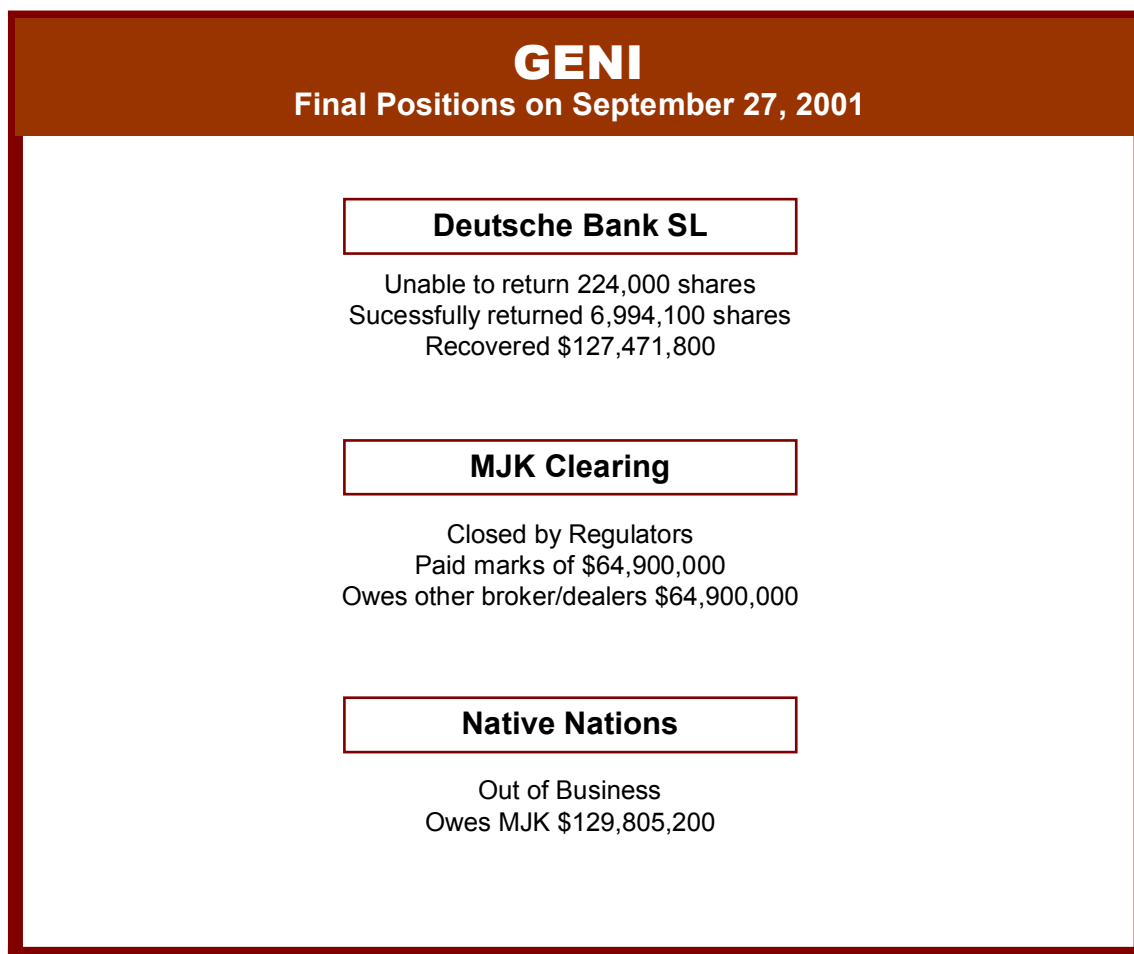 GENI
Final Positions on September 27, 2001
Deutsche Bank SL
Unable to return 224,000 shares
Sucessfully returned 6,994,100 shares
Recovered $127,471,800
MJK Clearing
Closed by Regulators
Paid marks of $64,900,000
Owes other broker/dealers $64,900,000
Native Nations
Out of Business
Owes MJK $129,805,200